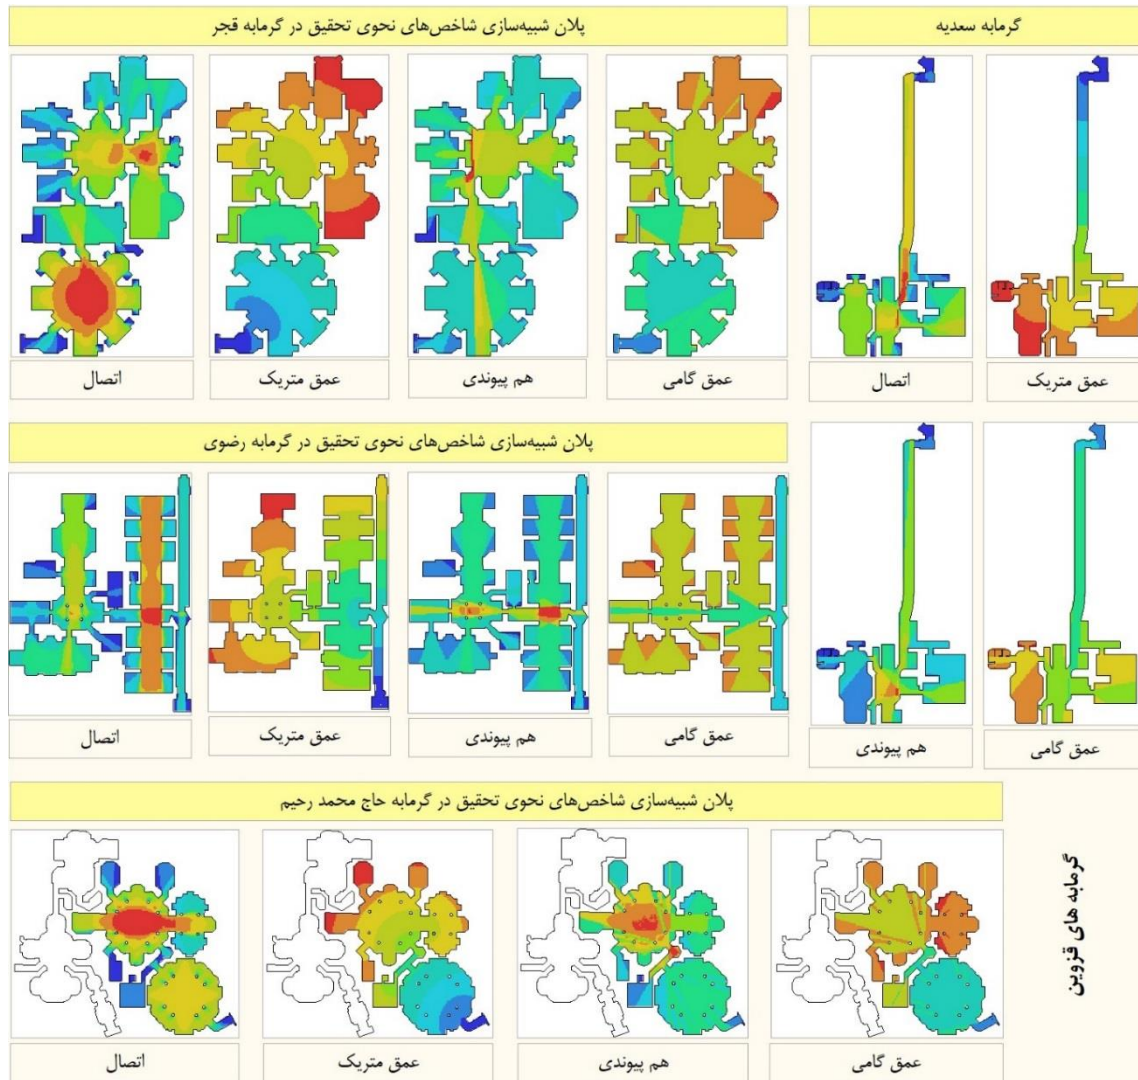 پلان شبیه‌سازی شاخص‌های نحوی تحقیق در گرمابه قجر
گرمابه سعدیه
اتصال
عمق متریک
هم پیوندی
عمق گامی
اتصال
عمق متریک
پلان شبیه‌سازی شاخص‌های نحوی تحقیق در گرمابه رضوی
اتصال
عمق متریک
هم پیوندی
عمق گامی
هم پیوندی
عمق گامی
پلان شبیه‌سازی شاخص‌های نحوی تحقیق در گرمابه حاج محمد رحیم
اتصال
عمق متریک
هم پیوندی
عمق گامی
گرمابه های قزوین